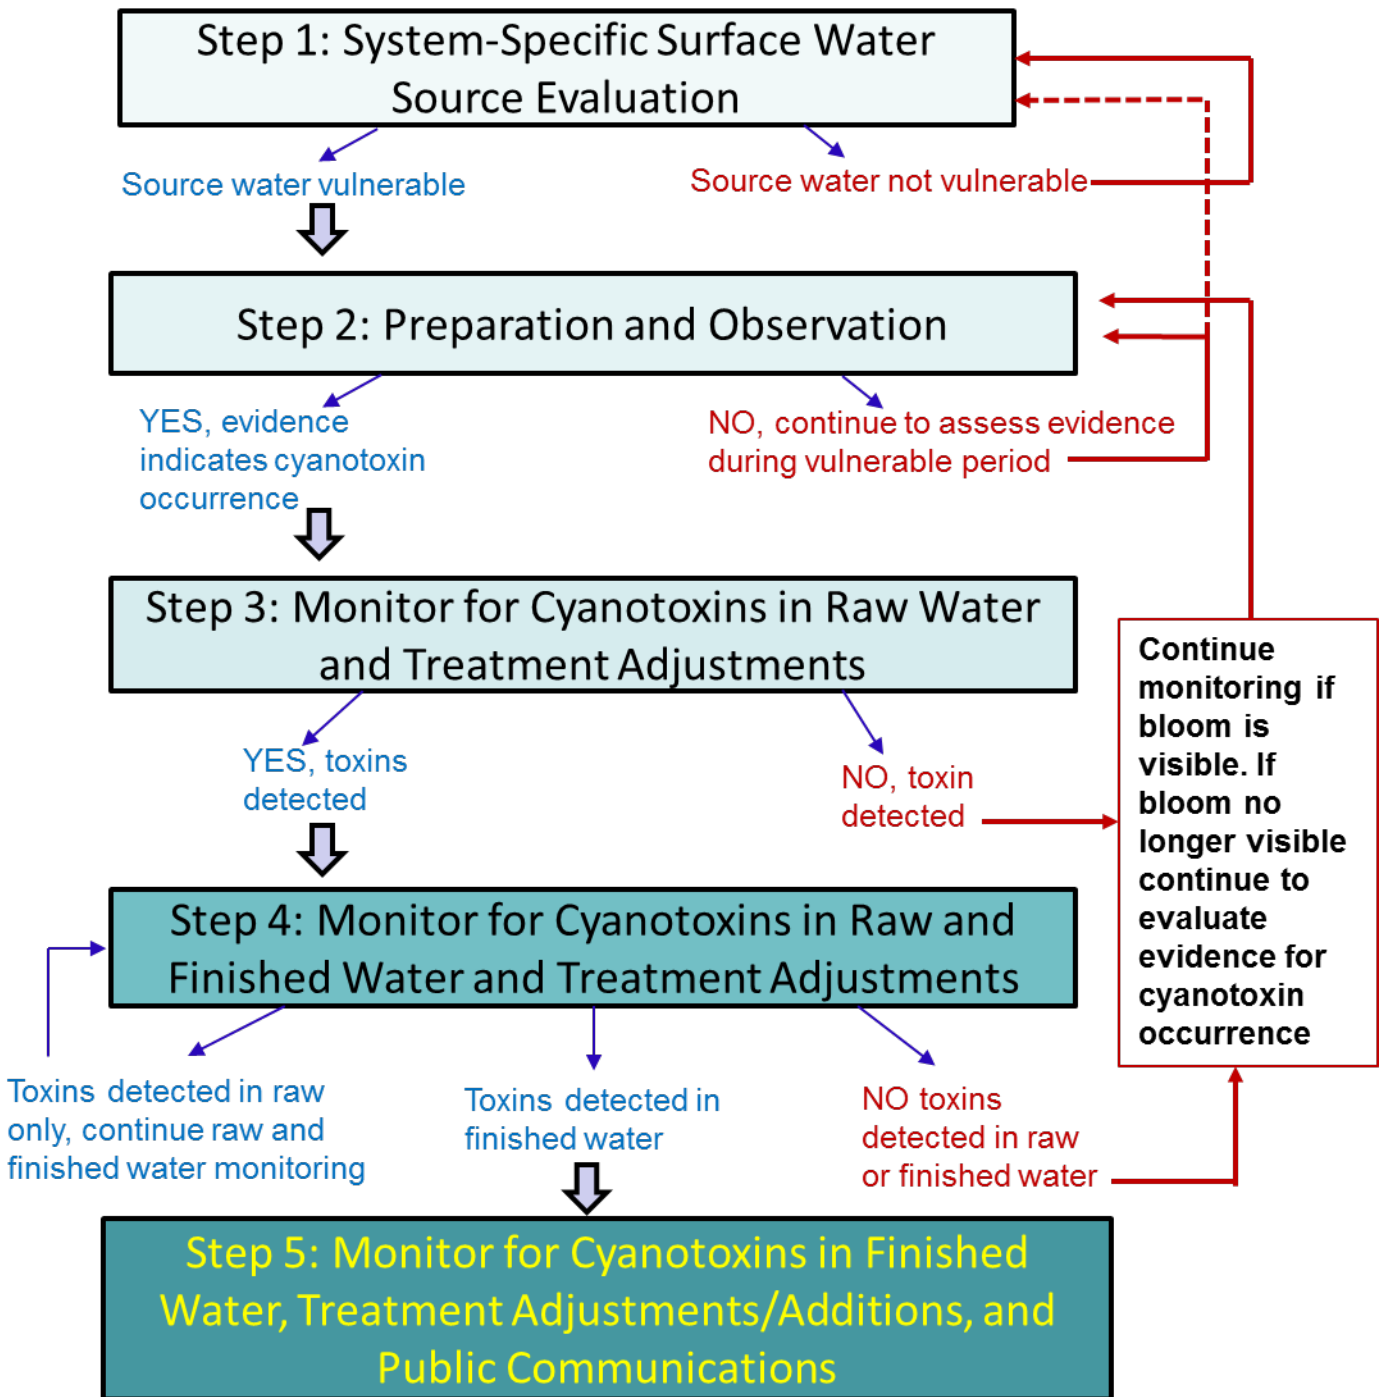 Step 1: System-Specific Surface Water
Source Evaluation
Source water vulnerable
Source water not vulnerable
Step 2: Preparation and Observation
YES, evidence
indicates cyanotoxin
occurrence
NO, continue to assess evidence
during vulnerable period
Step 3: Monitor for Cyanotoxins in Raw Water
and Treatment Adjustments
YES, toxins
detected
NO, toxin
detected
Continue
monitoring if
bloom is
visible. If
bloom no
longer visible
continue to
evaluate
evidence for
cyanotoxin
occurrence
Step 4: Monitor for Cyanotoxins in Raw and
Finished Water and Treatment Adjustments
Toxins detected in raw
only, continue raw and
finished water monitoring
Toxins detected in
finished water
NO toxins
detected in raw
or finished water
Step 5: Monitor for Cyanotoxins in Finished
Water, Treatment Adjustments/Additions, and
Public Communications